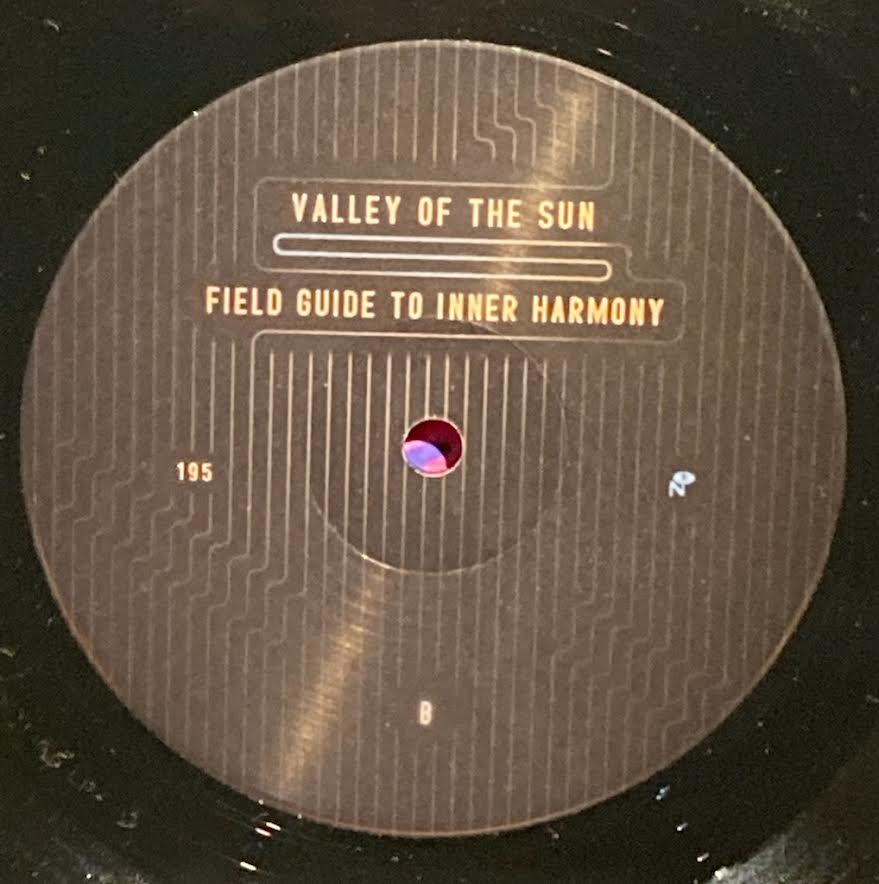 VALLEY OF THE SUN
FIELD GUIDE TO INNER HARMONY
195
B